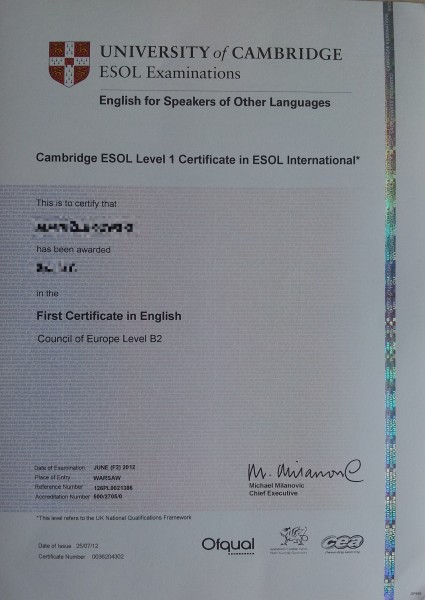 UNIVERSITY of CAMBRIDGE
ESOL Examinations
English for Speakers of Other Languages
Cambridge ESOL Level 1 Certificate in ESOL International*
This is to certify that
has been awarded
in the
First Certificate in English
Council of Europe Level B2
Date of Examination JUNE (F2) 2012
Place of Entry WARSAW
Reference Number 126PL0021386
Accreditation Number 500/2705/0
M. Milanovic
Michael Milanovic
Chief Executive
*This level refers to the UK National Qualifications Framework
Date of Issue 25/07/12
Certificate Number 0036204302
Ofqual
cea